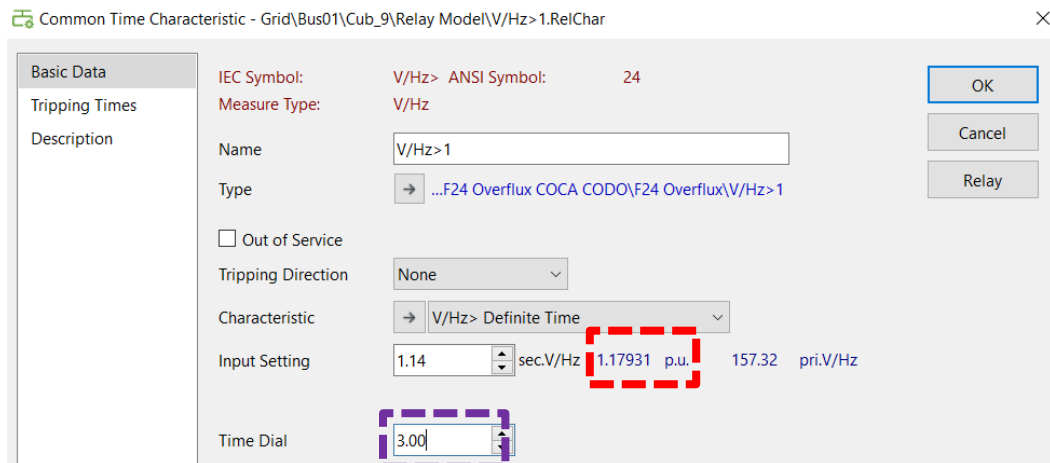 Common Time Characteristic - Grid\Bus01\Cub_9\Relay Model\V/Hz>1.RelChar
Basic Data
Tripping Times
Description
IEC Symbol: V/Hz> ANSI Symbol: 24
Measure Type: V/Hz
Name V/Hz>1
Type ...F24 Overflux COCA CODO\F24 Overflux\V/Hz>1
Out of Service
Tripping Direction None
Characteristic V/Hz> Definite Time
Input Setting 1.14 sec.V/Hz 1.17931 p.u. 157.32 pri.V/Hz
Time Dial 3.00
OK
Cancel
Relay